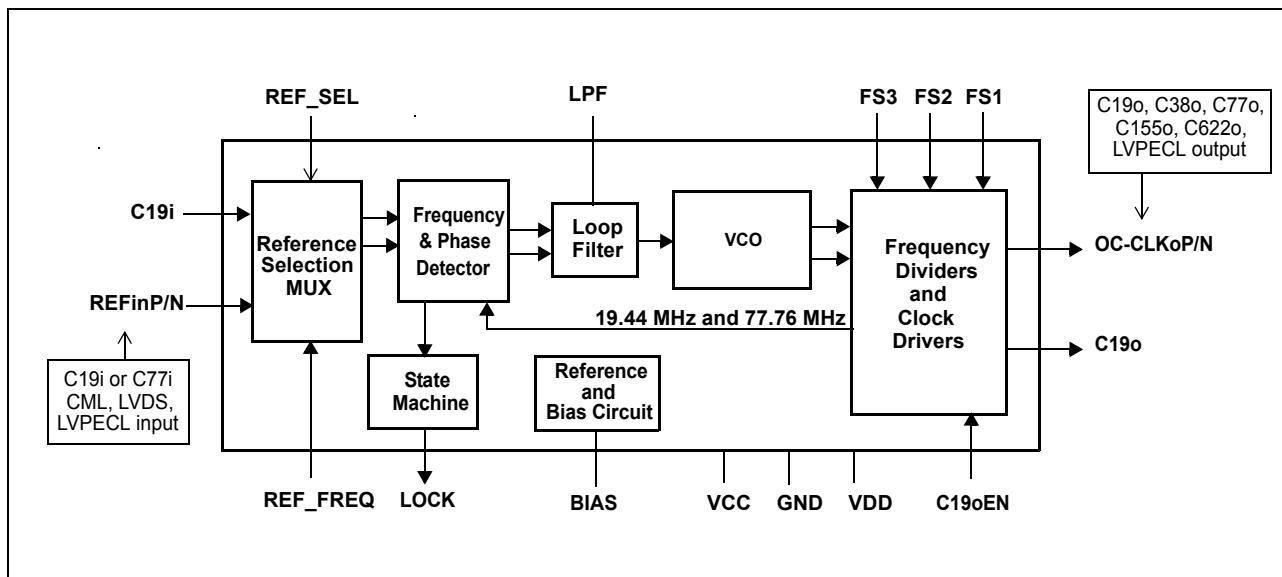 REF_SEL
LPF
FS3
FS2
FS1
C19o, C38o, C77o,
C155o, C622o,
LVPECL output
C19i
REFinP/N
C19i or C77i
CML, LVDS,
LVPECL input
Reference
Selection
MUX
Frequency
& Phase
Detector
Loop
Filter
VCO
Frequency
Dividers
and
Clock
Drivers
OC-CLKoP/N
C19o
19.44 MHz and 77.76 MHz
State
Machine
Reference
and
Bias Circuit
REF_FREQ
LOCK
BIAS
VCC
GND
VDD
C19oEN